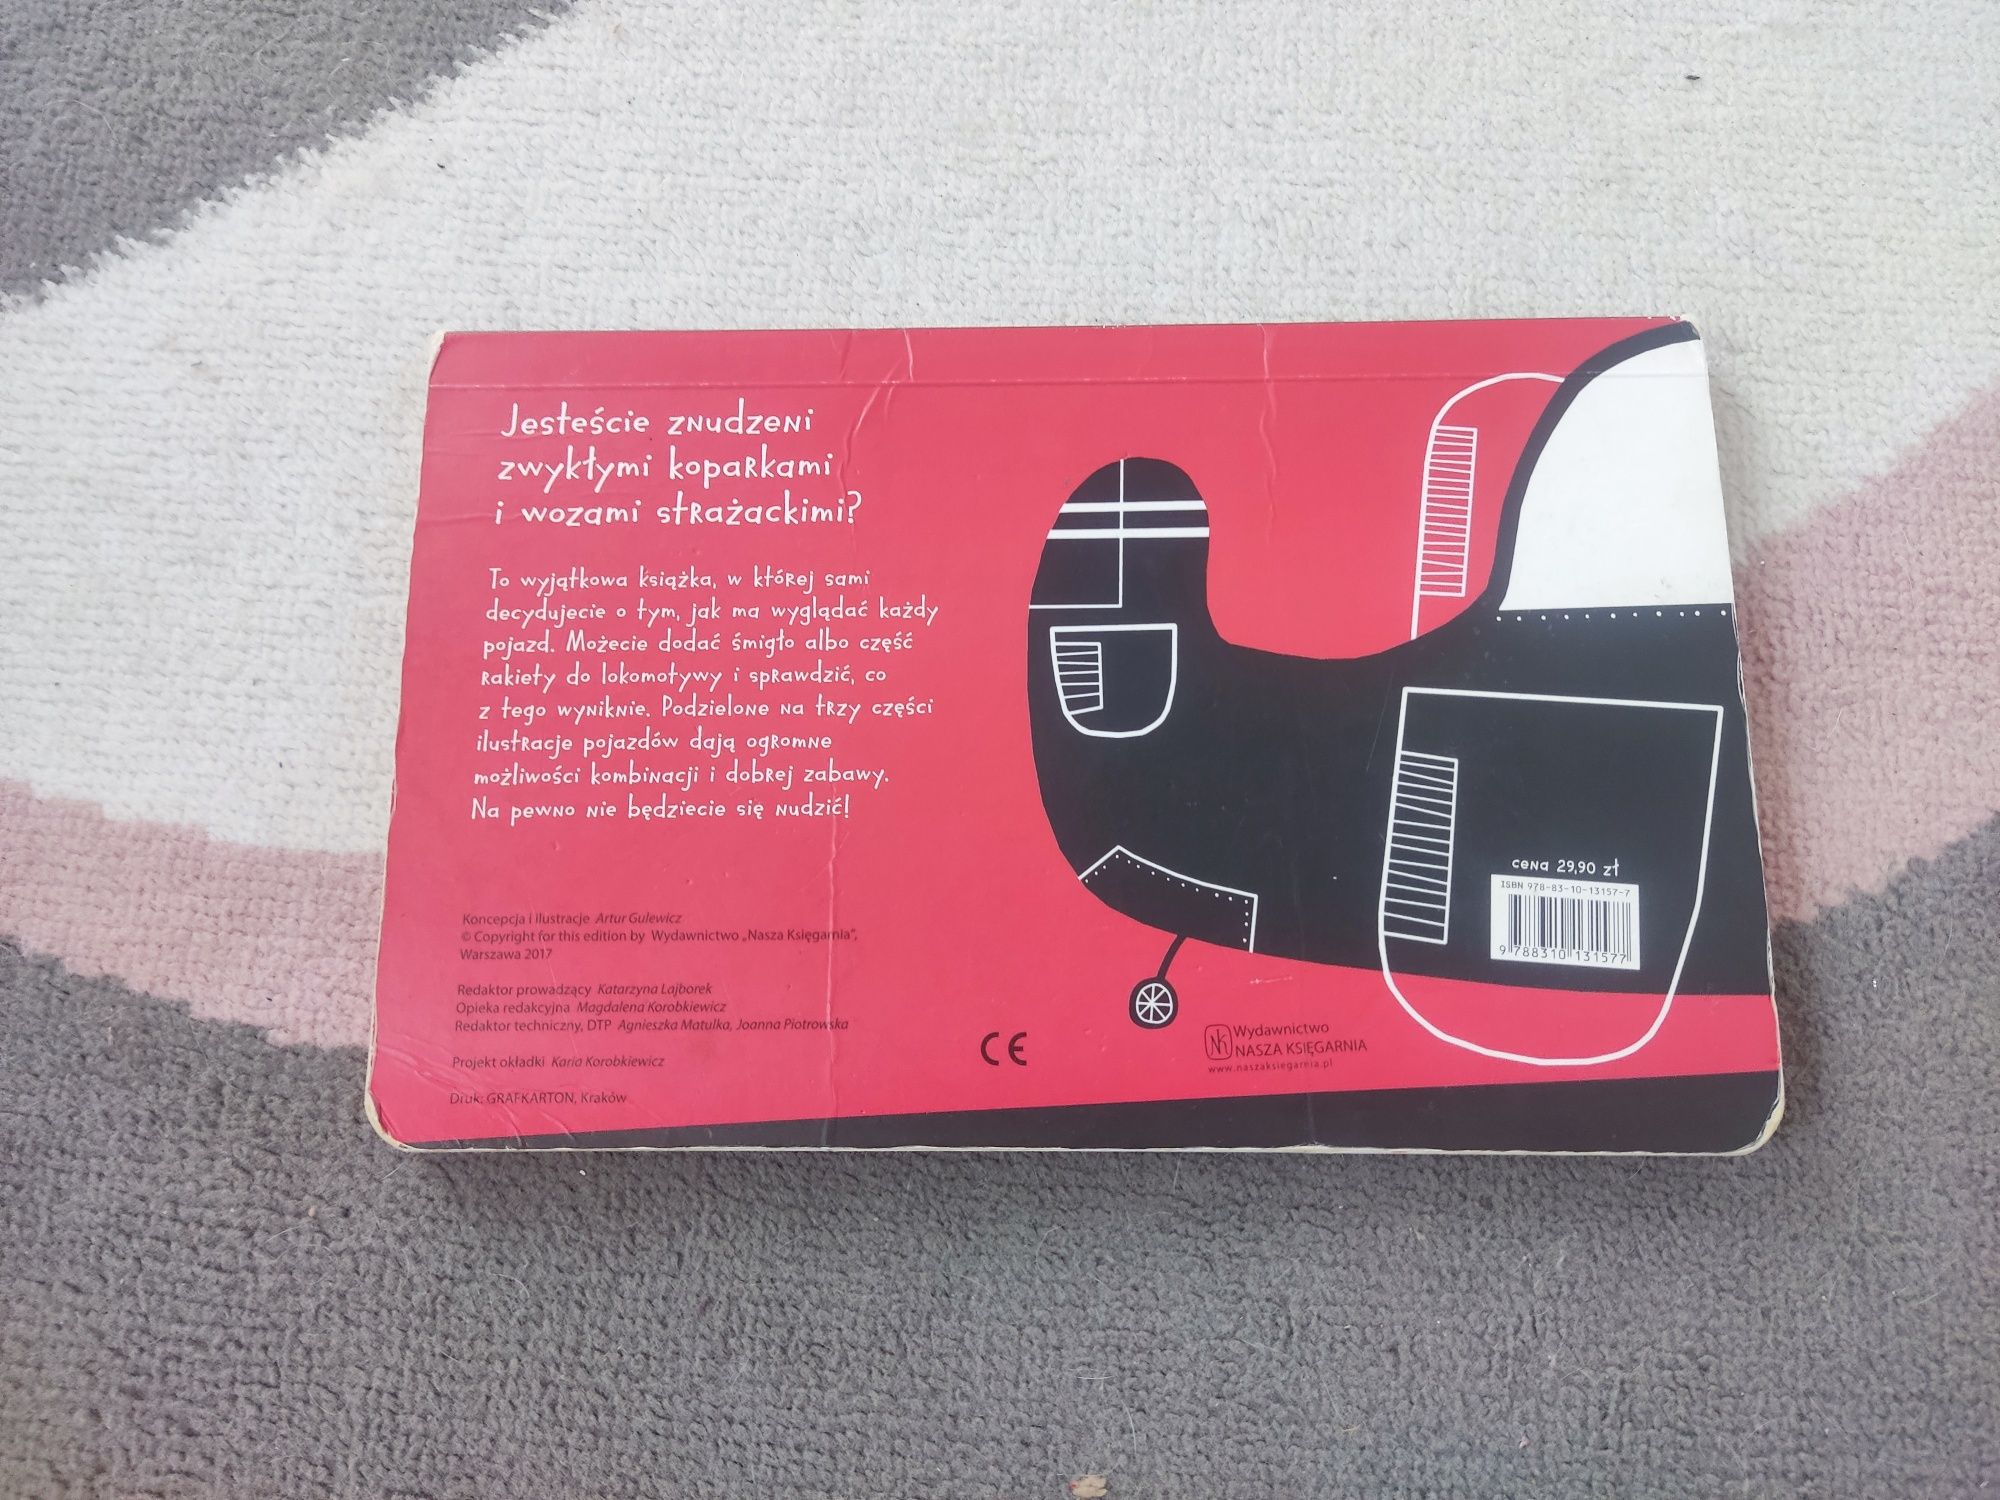 Jesteście znudzeni
zwykłymi koparkami
i wozami strażackimi?
To wyjątkowa książka, w której sami
decydujecie o tym, jak ma wyglądać każdy
pojazd. Możecie dodać śmigło albo część
rakiety do lokomotywy i sprawdzić, co
z tego wyniknie. Podzielone na trzy części
ilustracje pojazdów dają ogromne
możliwości kombinacji i dobrej zabawy.
Na pewno nie będziecie się nudzić!
Koncepcja i ilustracje Artur Gulewicz
© Copyright for this edition by Wydawnictwo „Nasza Księgarnia",
Warszawa 2017
Redaktor prowadzący Katarzyna Lajborek
Opieka redakcyjna Magdalena Korobkiewicz
Redaktor techniczny, DTP Agnieszka Matulka, Joanna Piotrowska
Projekt okładki Karia Korobkiewicz
Druk: GRAFKARTON, Kraków
CE
Wydawnictwo
NASZA KSIĘGARNIA
www.naszaksiegarnia.pl
cena 29,90 zł
ISBN 978-83-10-13157-7
9 788310 131577